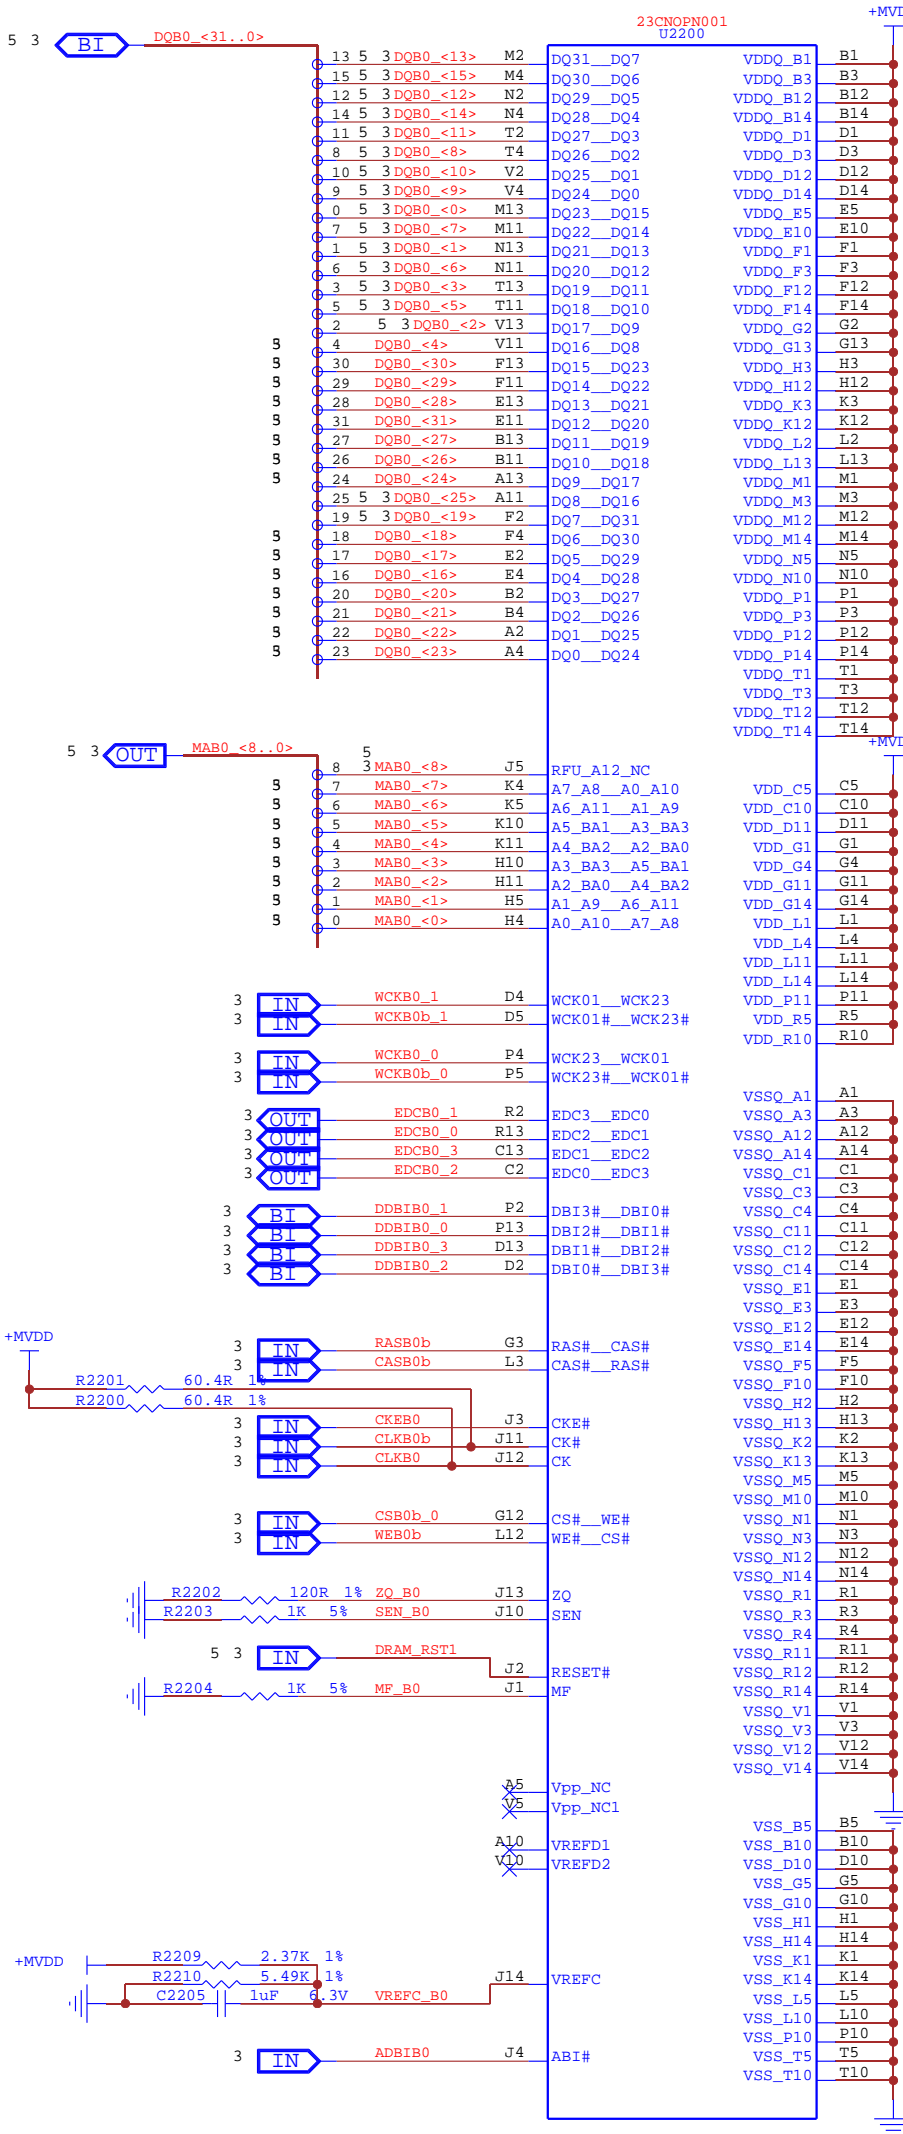 23CNOPN001
U2200
+MVD
5 3 BI DQB0_<31..0>
13 5 3 DQB0_<13> M2 DQ31__DQ7 VDDQ_B1 B1
15 5 3 DQB0_<15> M4 DQ30__DQ6 VDDQ_B3 B3
12 5 3 DQB0_<12> N2 DQ29__DQ5 VDDQ_B12 B12
14 5 3 DQB0_<14> N4 DQ28__DQ4 VDDQ_B14 B14
11 5 3 DQB0_<11> T2 DQ27__DQ3 VDDQ_D1 D1
8 5 3 DQB0_<8> T4 DQ26__DQ2 VDDQ_D3 D3
10 5 3 DQB0_<10> V2 DQ25__DQ1 VDDQ_D12 D12
9 5 3 DQB0_<9> V4 DQ24__DQ0 VDDQ_D14 D14
0 5 3 DQB0_<0> M13 DQ23__DQ15 VDDQ_E5 E5
7 5 3 DQB0_<7> M11 DQ22__DQ14 VDDQ_E10 E10
1 5 3 DQB0_<1> N13 DQ21__DQ13 VDDQ_F1 F1
6 5 3 DQB0_<6> N11 DQ20__DQ12 VDDQ_F3 F3
3 5 3 DQB0_<3> T13 DQ19__DQ11 VDDQ_F12 F12
5 5 3 DQB0_<5> T11 DQ18__DQ10 VDDQ_F14 F14
2 5 3 DQB0_<2> V13 DQ17__DQ9 VDDQ_G2 G2
4 DQB0_<4> V11 DQ16__DQ8 VDDQ_G13 G13
30 DQB0_<30> F13 DQ15__DQ23 VDDQ_H3 H3
29 DQB0_<29> F11 DQ14__DQ22 VDDQ_H12 H12
28 DQB0_<28> E13 DQ13__DQ21 VDDQ_K3 K3
31 DQB0_<31> E11 DQ12__DQ20 VDDQ_K12 K12
27 DQB0_<27> B13 DQ11__DQ19 VDDQ_L2 L2
26 DQB0_<26> B11 DQ10__DQ18 VDDQ_L13 L13
24 DQB0_<24> A13 DQ9__DQ17 VDDQ_M1 M1
25 5 3 DQB0_<25> A11 DQ8__DQ16 VDDQ_M3 M3
19 5 3 DQB0_<19> F2 DQ7__DQ31 VDDQ_M12 M12
18 DQB0_<18> F4 DQ6__DQ30 VDDQ_M14 M14
17 DQB0_<17> E2 DQ5__DQ29 VDDQ_N5 N5
16 DQB0_<16> E4 DQ4__DQ28 VDDQ_N10 N10
20 DQB0_<20> B2 DQ3__DQ27 VDDQ_P1 P1
21 DQB0_<21> B4 DQ2__DQ26 VDDQ_P3 P3
22 DQB0_<22> A2 DQ1__DQ25 VDDQ_P12 P12
23 DQB0_<23> A4 DQ0__DQ24 VDDQ_P14 P14
VDDQ_T1 T1
VDDQ_T3 T3
VDDQ_T12 T12
VDDQ_T14 T14
+MVD
5 3 OUT MAB0_<8..0>
5
8 3 MAB0_<8> J5 RFU_A12_NC
7 MAB0_<7> K4 A7_A8__A0_A10 VDD_C5 C5
6 MAB0_<6> K5 A6_A11__A1_A9 VDD_C10 C10
5 MAB0_<5> K10 A5_BA1__A3_BA3 VDD_D11 D11
4 MAB0_<4> K11 A4_BA2__A2_BA0 VDD_G1 G1
3 MAB0_<3> H10 A3_BA3__A5_BA1 VDD_G4 G4
2 MAB0_<2> H11 A2_BA0__A4_BA2 VDD_G11 G11
1 MAB0_<1> H5 A1_A9__A6_A11 VDD_G14 G14
0 MAB0_<0> H4 A0_A10__A7_A8 VDD_L1 L1
VDD_L4 L4
VDD_L11 L11
VDD_L14 L14
3 IN WCKB0_1 D4 WCK01__WCK23 VDD_P11 P11
3 IN WCKB0b_1 D5 WCK01#__WCK23# VDD_R5 R5
VDD_R10 R10
3 IN WCKB0_0 P4 WCK23__WCK01
3 IN WCKB0b_0 P5 WCK23#__WCK01#
VSSQ_A1 A1
3 OUT EDCB0_1 R2 EDC3__EDC0 VSSQ_A3 A3
3 OUT EDCB0_0 R13 EDC2__EDC1 VSSQ_A12 A12
3 OUT EDCB0_3 C13 EDC1__EDC2 VSSQ_A14 A14
3 OUT EDCB0_2 C2 EDC0__EDC3 VSSQ_C1 C1
VSSQ_C3 C3
3 BI DDBIB0_1 P2 DBI3#__DBI0# VSSQ_C4 C4
3 BI DDBIB0_0 P13 DBI2#__DBI1# VSSQ_C11 C11
3 BI DDBIB0_3 D13 DBI1#__DBI2# VSSQ_C12 C12
3 BI DDBIB0_2 D2 DBI0#__DBI3# VSSQ_C14 C14
VSSQ_E1 E1
VSSQ_E3 E3
VSSQ_E12 E12
+MVDD
3 IN RASB0b G3 RAS#__CAS# VSSQ_E14 E14
3 IN CASB0b L3 CAS#__RAS# VSSQ_F5 F5
R2201 60.4R 1% VSSQ_F10 F10
R2200 60.4R 1% VSSQ_H2 H2
3 IN CKEB0 J3 CKE# VSSQ_H13 H13
3 IN CLKB0b J11 CK# VSSQ_K2 K2
3 IN CLKB0 J12 CK VSSQ_K13 K13
VSSQ_M5 M5
VSSQ_M10 M10
3 IN CSB0b_0 G12 CS#__WE# VSSQ_N1 N1
3 IN WEB0b L12 WE#__CS# VSSQ_N3 N3
VSSQ_N12 N12
VSSQ_N14 N14
R2202 120R 1% ZQ_B0 J13 ZQ VSSQ_R1 R1
R2203 1K 5% SEN_B0 J10 SEN VSSQ_R3 R3
VSSQ_R4 R4
5 3 IN DRAM_RST1 VSSQ_R11 R11
J2 RESET# VSSQ_R12 R12
R2204 1K 5% MF_B0 J1 MF VSSQ_R14 R14
VSSQ_V1 V1
VSSQ_V3 V3
VSSQ_V12 V12
VSSQ_V14 V14
A5 Vpp_NC
V5 Vpp_NC1
VSS_B5 B5
A10 VREFD1 VSS_B10 B10
V10 VREFD2 VSS_D10 D10
VSS_G5 G5
VSS_G10 G10
VSS_H1 H1
VSS_H14 H14
+MVDD R2209 2.37K 1% VSS_K1 K1
R2210 5.49K 1% J14 VREFC VSS_K14 K14
C2205 1uF 6.3V VREFC_B0 VSS_L5 L5
VSS_L10 L10
VSS_P10 P10
3 IN ADBIB0 J4 ABI# VSS_T5 T5
VSS_T10 T10